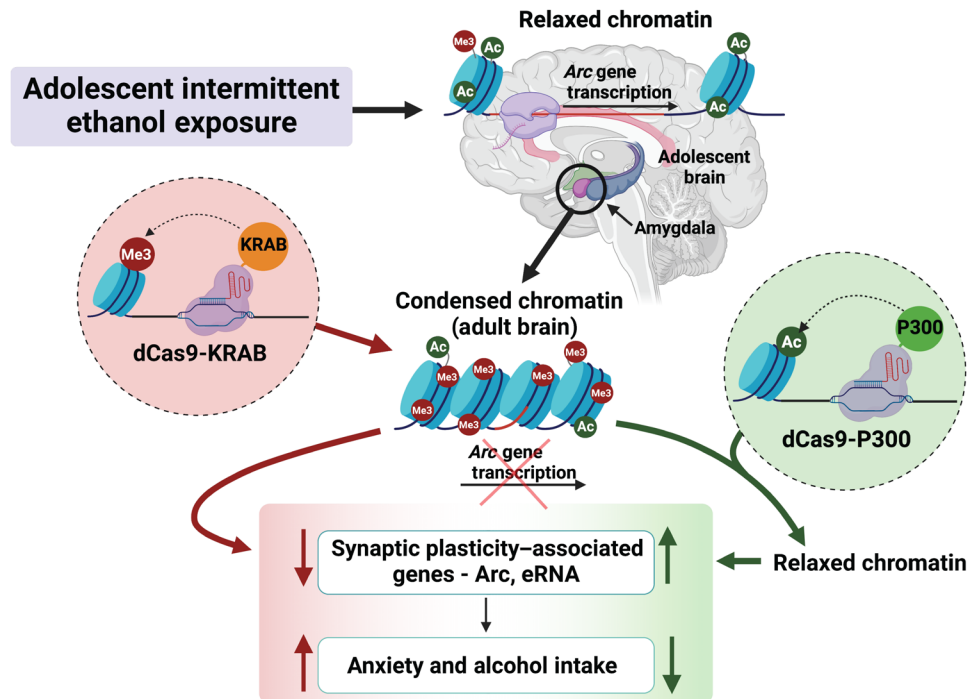 Relaxed chromatin
Me3
Ac
Ac
Ac
Ac
Adolescent intermittent
ethanol exposure
Arc gene
transcription
Adolescent
brain
Amygdala
Me3
KRAB
dCas9-KRAB
Condensed chromatin
(adult brain)
Ac
Me3
Me3
Me3
Me3
Me3
Me3
Me3
Ac
Arc gene
transcription
Ac
P300
dCas9-P300
Synaptic plasticity–associated
genes - Arc, eRNA
Relaxed chromatin
Anxiety and alcohol intake